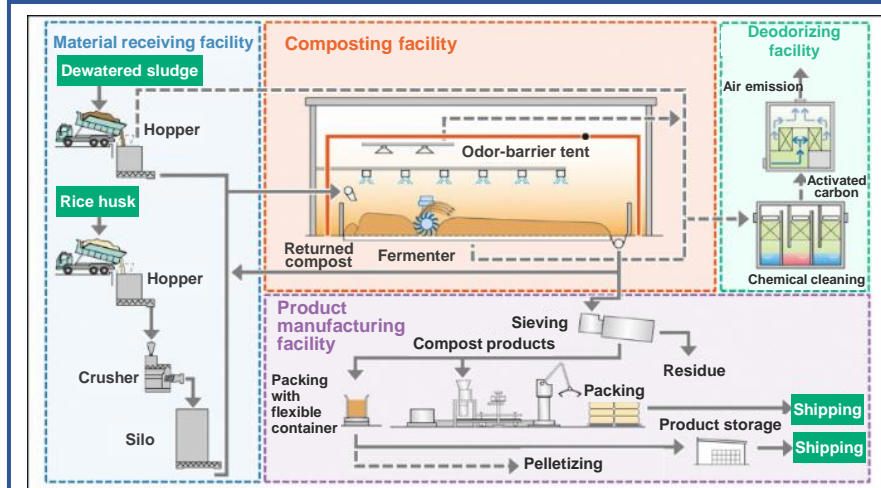 Material receiving facility
Dewatered sludge
Hopper
Rice husk
Hopper
Crusher
Silo
Composting facility
Odor-barrier tent
Returned
compost
Fermenter
Deodorizing
facility
Air emission
Activated
carbon
Chemical cleaning
Product
manufacturing
facility
Sieving
Compost products
Residue
Packing
with
flexible
container
Packing
Shipping
Product storage
Shipping
Pelletizing